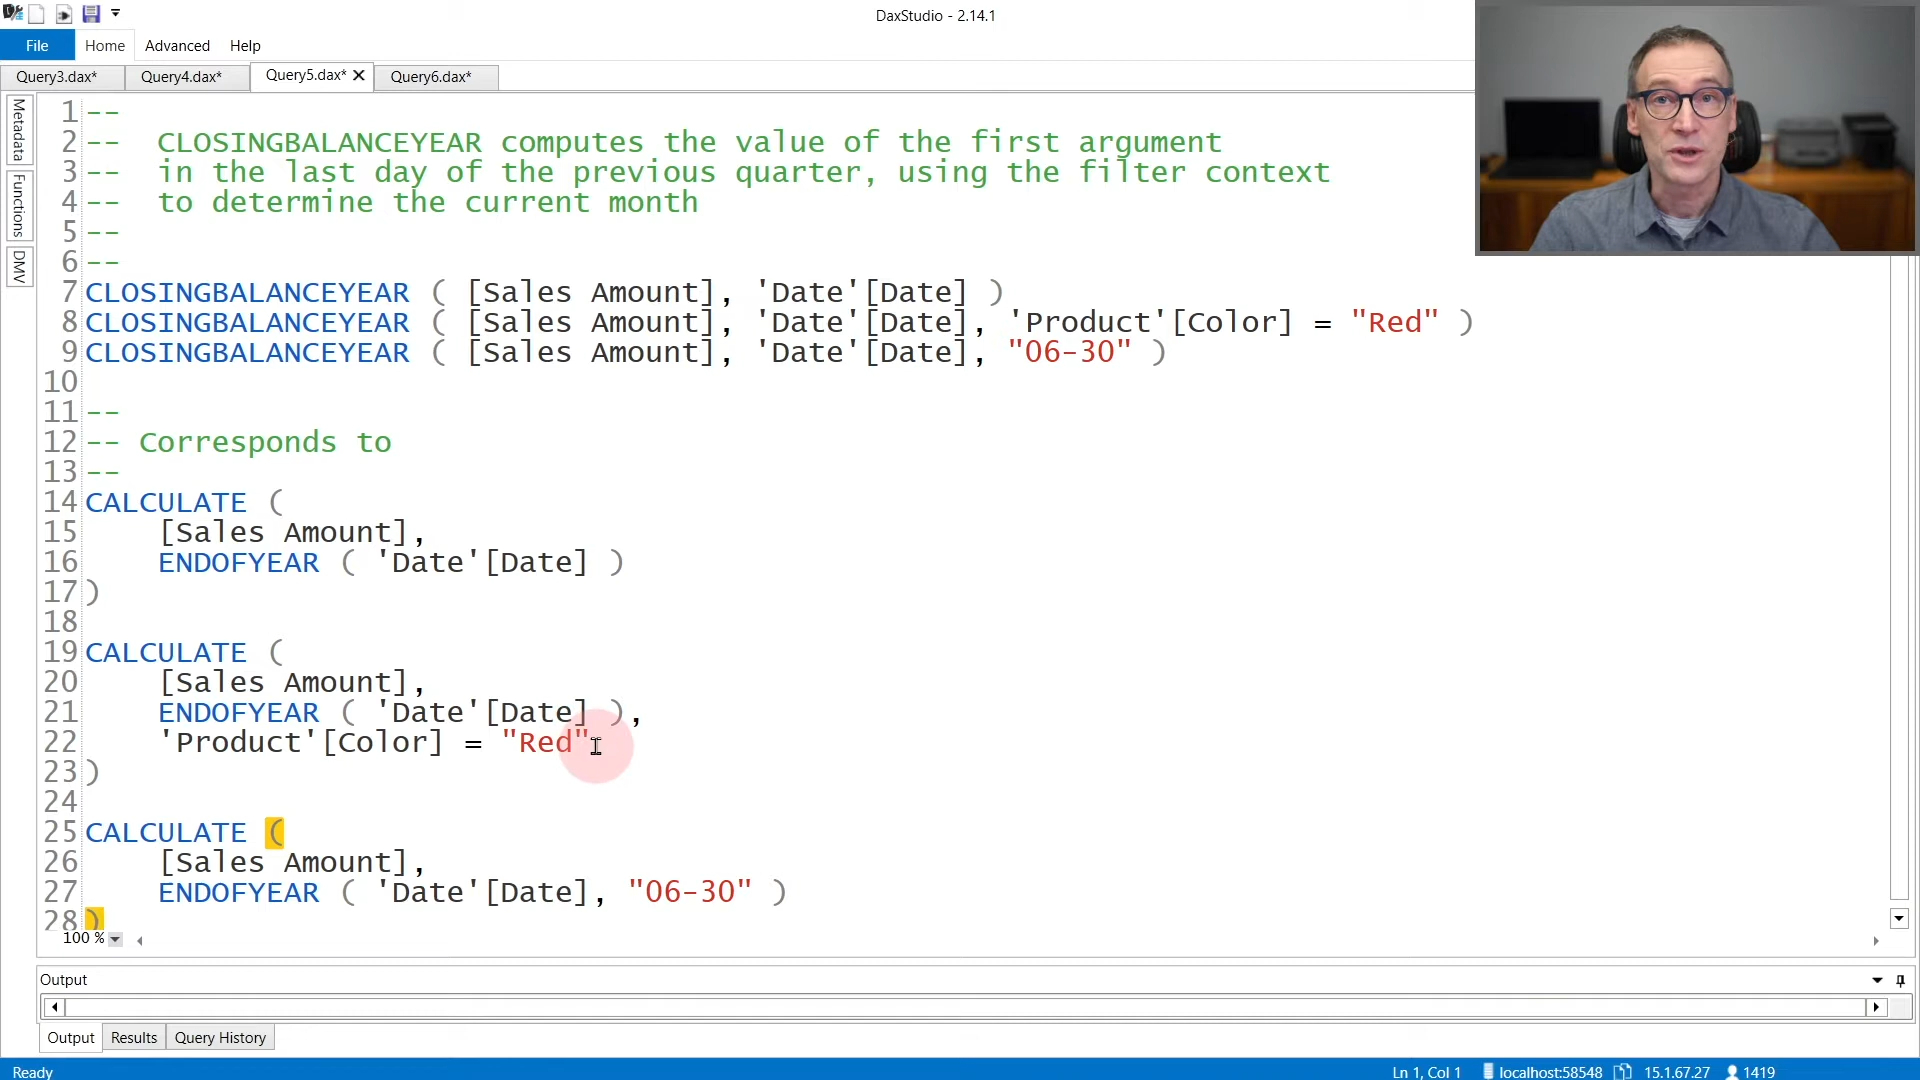 DaxStudio - 2.14.1
File Home Advanced Help
Query3.dax* Query4.dax* Query5.dax* Query6.dax*
Metadata
Functions
DMV
1 --
2 --  CLOSINGBALANCEYEAR computes the value of the first argument
3 --  in the last day of the previous quarter, using the filter context
4 --  to determine the current month
5 --
6 --
7 CLOSINGBALANCEYEAR ( [Sales Amount], 'Date'[Date] )
8 CLOSINGBALANCEYEAR ( [Sales Amount], 'Date'[Date], 'Product'[Color] = "Red" )
9 CLOSINGBALANCEYEAR ( [Sales Amount], 'Date'[Date], "06-30" )
10
11 --
12 -- Corresponds to
13 --
14 CALCULATE (
15     [Sales Amount],
16     ENDOFYEAR ( 'Date'[Date] )
17 )
18
19 CALCULATE (
20     [Sales Amount],
21     ENDOFYEAR ( 'Date'[Date] ),
22     'Product'[Color] = "Red"
23 )
24
25 CALCULATE (
26     [Sales Amount],
27     ENDOFYEAR ( 'Date'[Date], "06-30" )
28 )
100 %
Output
Output Results Query History
Ready Ln 1, Col 1 localhost:58548 15.1.67.27 1419